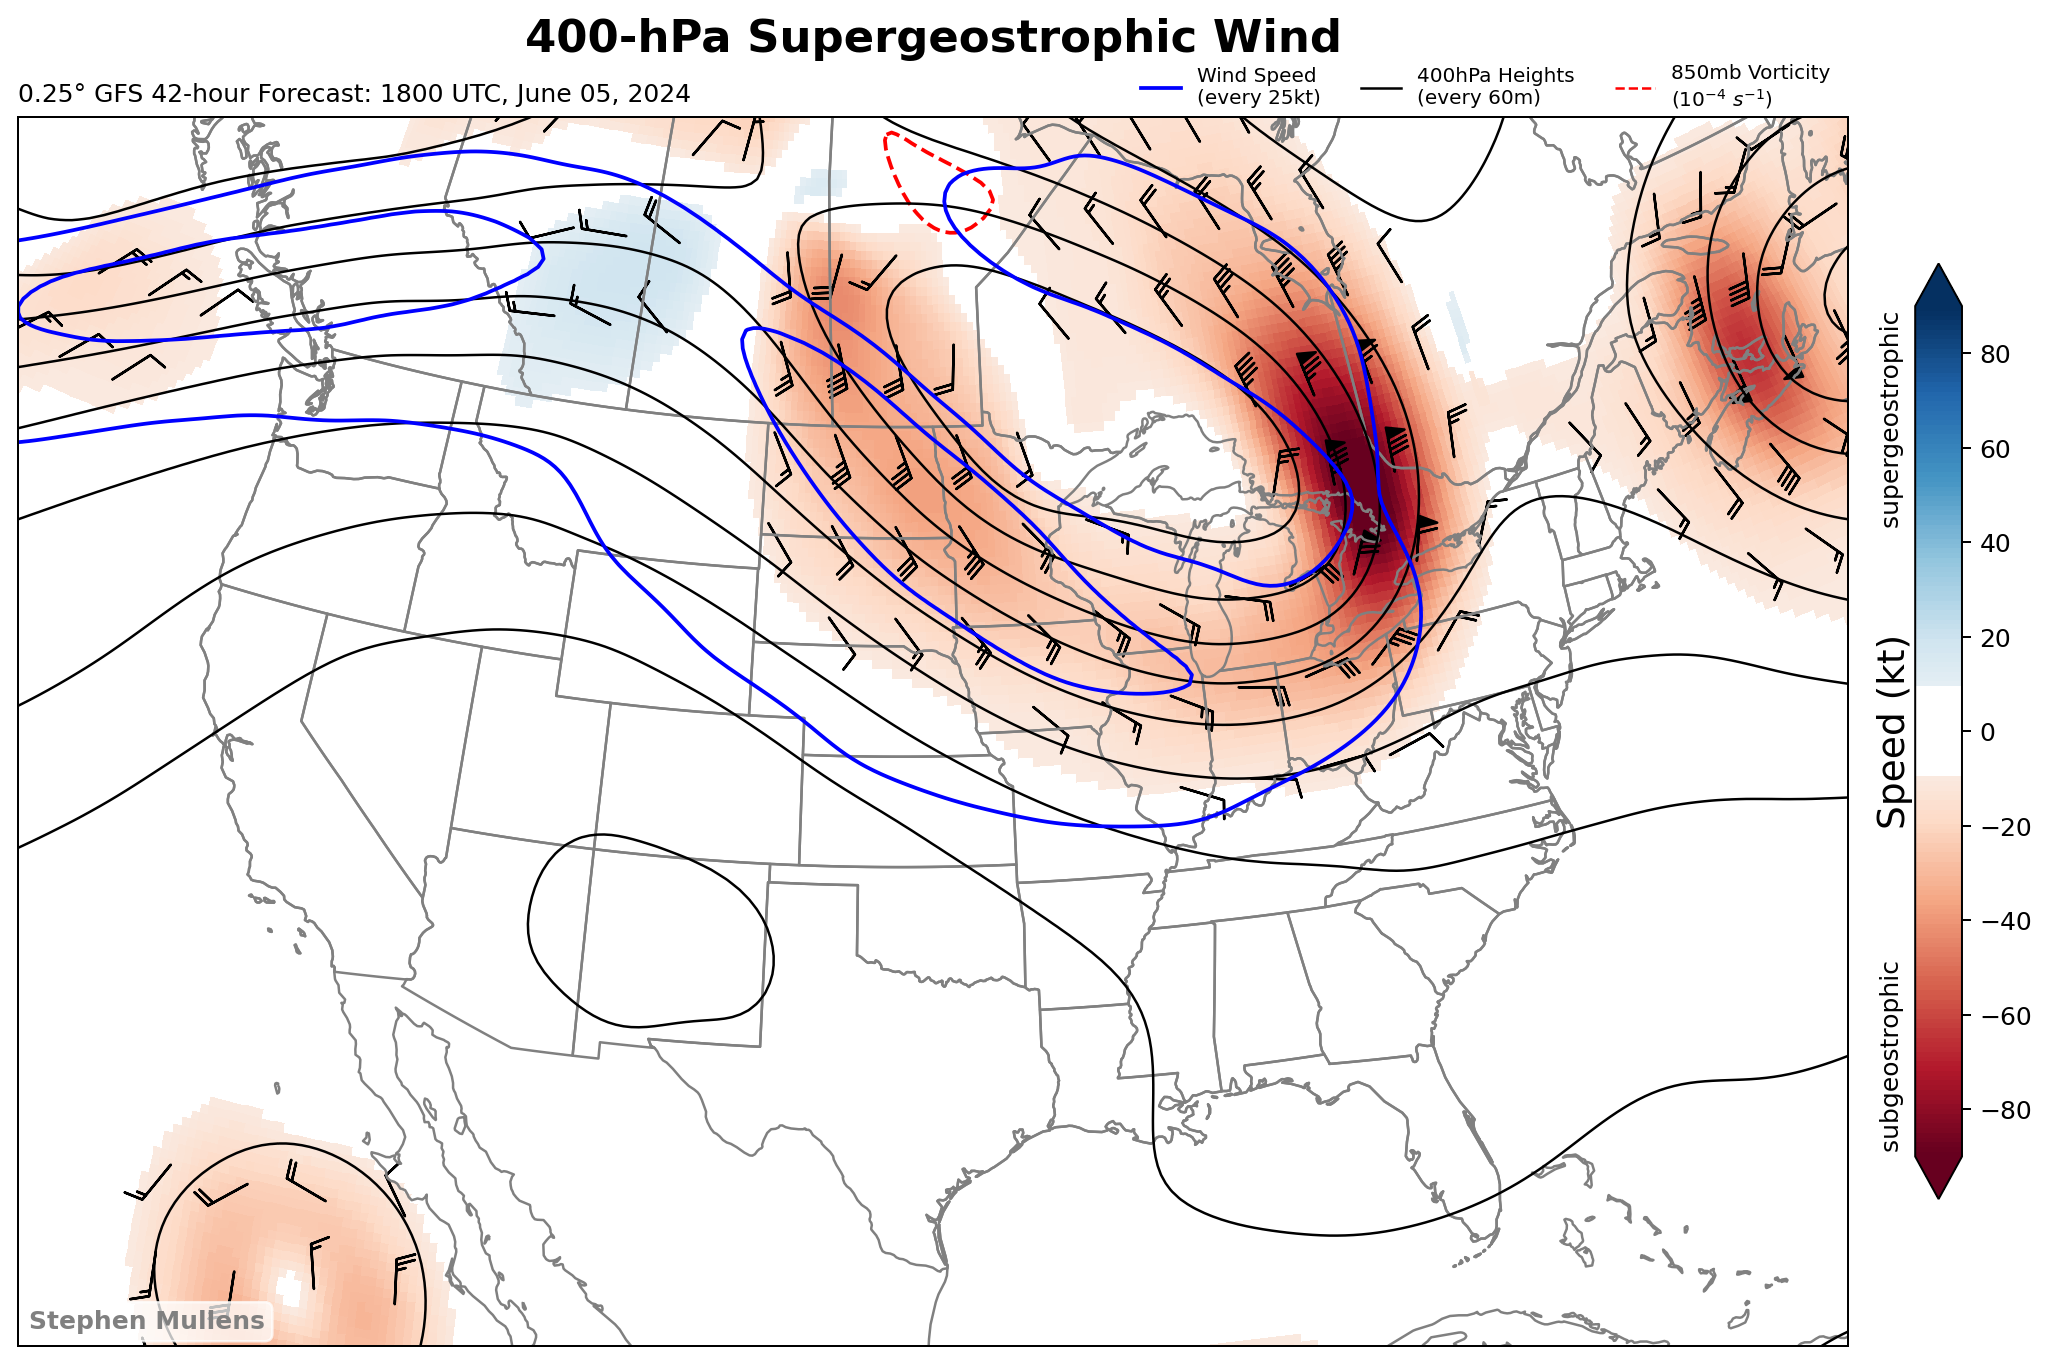 400-hPa Supergeostrophic Wind
0.25° GFS 42-hour Forecast: 1800 UTC, June 05, 2024
Wind Speed
(every 25kt)
400hPa Heights
(every 60m)
850mb Vorticity
(10⁻⁴ s⁻¹)
supergeostrophic
Speed (kt)
subgeostrophic
80
60
40
20
0
−20
−40
−60
−80
Stephen Mullens